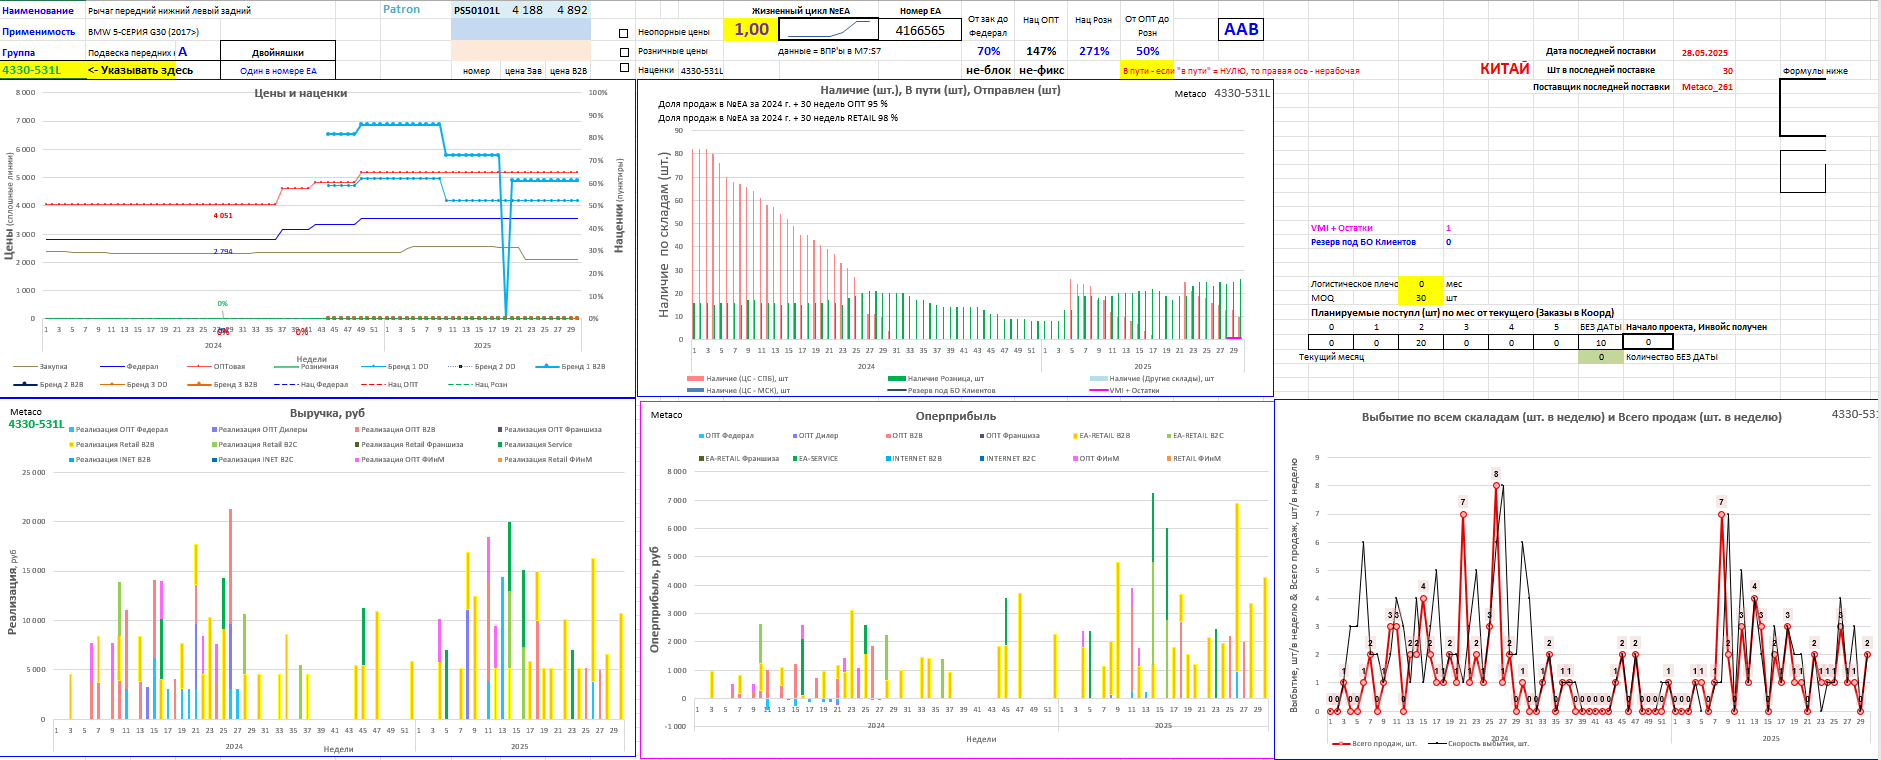 Наименование Рычаг передний нижний левый задний Patron PS50101L 4 188 4 892
Применимость BMW 5-СЕРИЯ G30 (2017>)
Группа Подвеска передних А Двойняшки
4330-531L <- Указывать здесь Один в номере ЕА номер цена Зав цена B2B
Жизненный цикл №ЕА Номер ЕА
Неопорные цены 1,00 4166565
Розничные цены данные = ВПР'ы в M7:S7
Наценки 4330-531L
От зак до Федерал Нац ОПТ Нац Розн От ОПТ до Розн AAB
70% 147% 271% 50%
не-блок не-фикс В пути - если "в пути" = НУЛЮ, то правая ось - нерабочая
Дата последней поставки 28.05.2025
КИТАЙ Шт в последней поставке 30 Формулы ниже
Поставщик последней поставки Metaco_261
Цены и наценки
Цены (сплошные линии)
8 000
7 000
6 000
5 000
4 000
3 000
2 000
1 000
0
100%
90%
80%
70%
60%
50%
40%
30%
20%
10%
0%
Наценки (пунктиры)
4 051
2 794
0%
0%
1 3 5 7 9 11 13 15 17 19 21 23 25 27 29 31 33 35 37 39 41 43 45 47 49 51 1 3 5 7 9 11 13 15 17 19 21 23 25 27 29
2024 2025
Недели
Закупка Федерал ОПТовая Розничная Бренд 1 DD Бренд 2 DD Бренд 1 B2B
Бренд 2 B2B Бренд 3 DD Бренд 3 B2B Нац Федерал Нац ОПТ Нац Розн
Наличие (шт.), В пути (шт), Отправлен (шт)
Metaco 4330-531L
Доля продаж в №ЕА за 2024 г. + 30 недель ОПТ 95 %
Доля продаж в №ЕА за 2024 г. + 30 недель RETAIL 98 %
Наличие по складам (шт.)
90
80
70
60
50
40
30
20
10
0
1 3 5 7 9 11 13 15 17 19 21 23 25 27 29 31 33 35 37 39 41 43 45 47 49 51 1 3 5 7 9 11 13 15 17 19 21 23 25 27 29
2024 2025
Наличие (ЦС - СПБ), шт Наличие Розница, шт Наличие (Другие склады), шт
Наличие (ЦС - МСК), шт Резерв под БО Клиентов VMI + Остатки
VMI + Остатки 1
Резерв под БО Клиентов 0
Логистическое плечо 0 мес
MOQ 30 шт
Планируемые поступл (шт) по мес от текущего (Заказы в Коорд)
0 1 2 3 4 5 БЕЗ ДАТЫ Начало проекта, Инвойс получен
0 0 20 0 0 0 10 0
Текущий месяц 0 Количество БЕЗ ДАТЫ
Metaco
4330-531L
Выручка, руб
Реализация ОПТ Федерал Реализация ОПТ Дилеры Реализация ОПТ B2B Реализация ОПТ Франшиза
Реализация Retail B2B Реализация Retail B2C Реализация Retail Франшиза Реализация Service
Реализация INET B2B Реализация INET B2C Реализация ОПТ ФИнМ Реализация Retail ФИнМ
Реализация, руб
25 000
20 000
15 000
10 000
5 000
0
1 3 5 7 9 11 13 15 17 19 21 23 25 27 29 31 33 35 37 39 41 43 45 47 49 51 1 3 5 7 9 11 13 15 17 19 21 23 25 27 29
2024 Недели 2025
Metaco
Оперприбыль
ОПТ Федерал ОПТ Дилер ОПТ B2B ОПТ Франшиза EA-RETAIL B2B EA-RETAIL B2C
EA-RETAIL Франшиза EA-SERVICE INTERNET B2B INTERNET B2C ОПТ ФИнМ RETAIL ФИнМ
Оперприбыль, руб
8 000
7 000
6 000
5 000
4 000
3 000
2 000
1 000
0
-1 000
1 3 5 7 9 11 13 15 17 19 21 23 25 27 29 31 33 35 37 39 41 43 45 47 49 51 1 3 5 7 9 11 13 15 17 19 21 23 25 27 29
2024 2025
Недели
Выбытие по всем скаладам (шт. в неделю) и Всего продаж (шт. в неделю)
4330-531
Выбытие, шт/в неделю & Всего продаж, шт/в неделю
9
8
7
6
5
4
3
2
1
0
1 3 5 7 9 11 13 15 17 19 21 23 25 27 29 31 33 35 37 39 41 43 45 47 49 51 1 3 5 7 9 11 13 15 17 19 21 23 25 27 29
2024 2025
Всего продаж, шт. Скорость выбытия, шт.